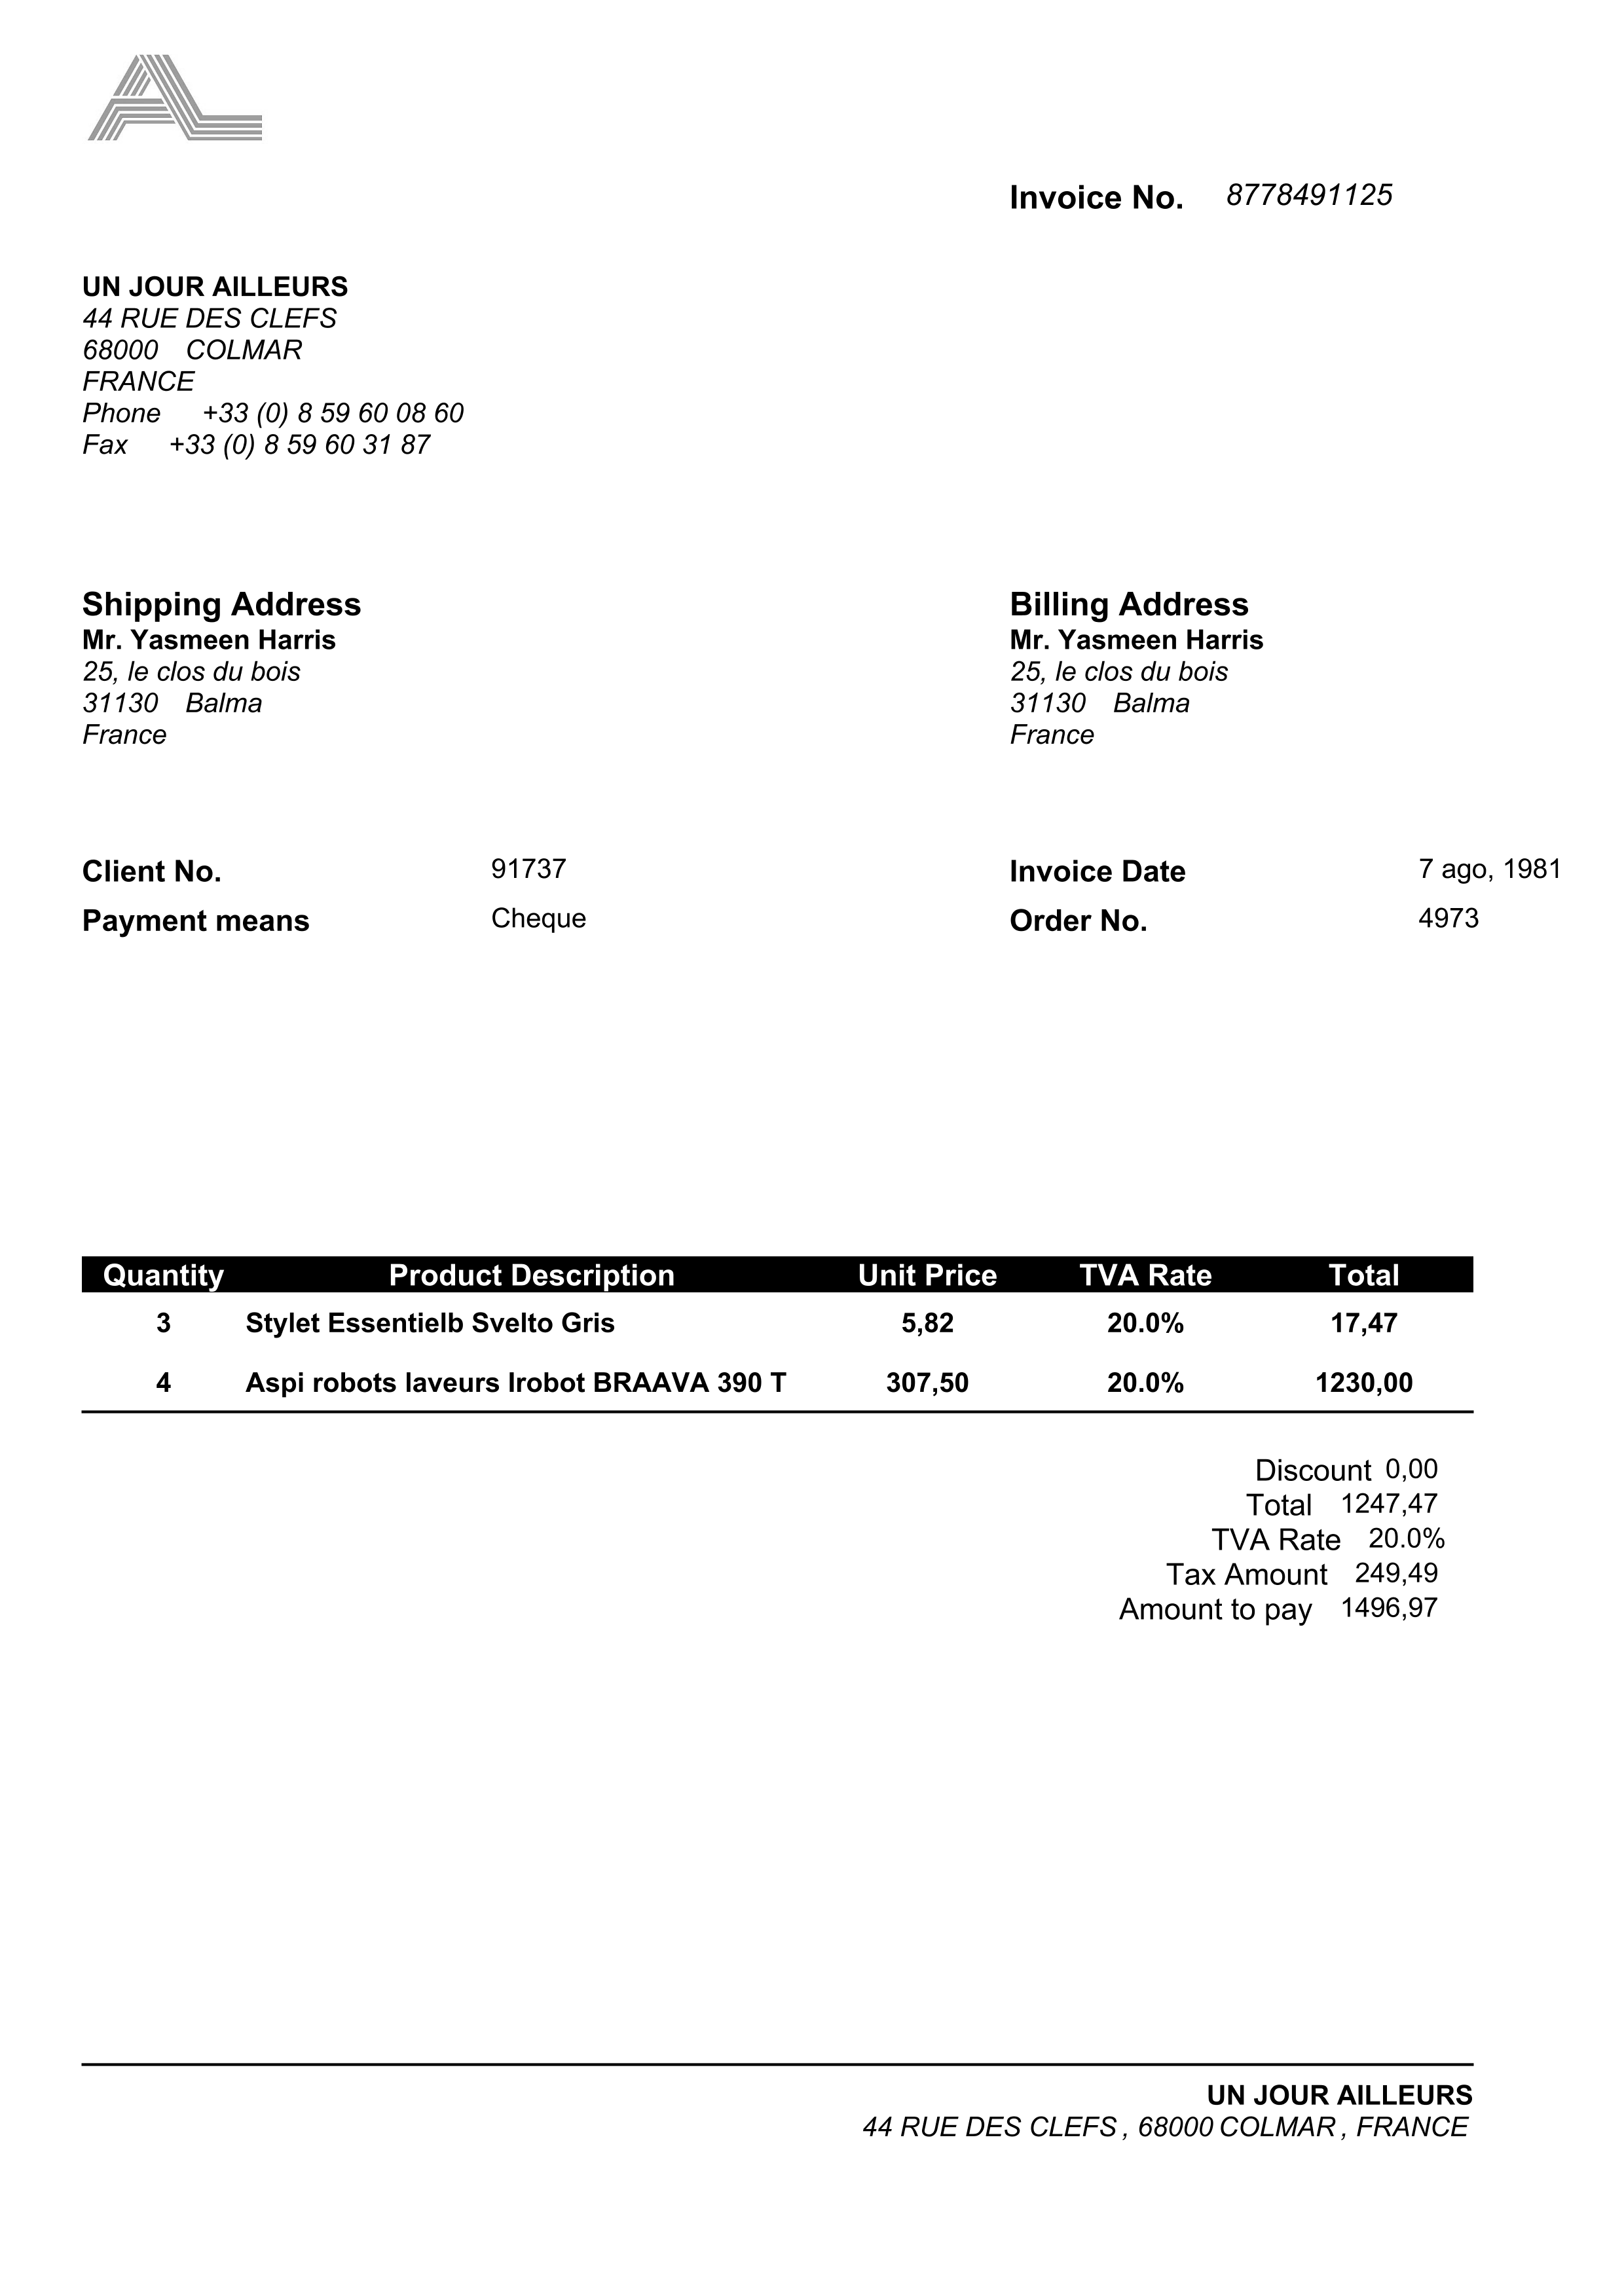 AL
Invoice No. 8778491125
UN JOUR AILLEURS
44 RUE DES CLEFS
68000 COLMAR
FRANCE
Phone +33 (0) 8 59 60 08 60
Fax +33 (0) 8 59 60 31 87
Shipping Address
Mr. Yasmeen Harris
25, le clos du bois
31130 Balma
France
Billing Address
Mr. Yasmeen Harris
25, le clos du bois
31130 Balma
France
Client No. 91737
Payment means Cheque
Invoice Date 7 ago, 1981
Order No. 4973
Quantity Product Description Unit Price TVA Rate Total
3 Stylet Essentielb Svelto Gris 5,82 20.0% 17,47
4 Aspi robots laveurs Irobot BRAAVA 390 T 307,50 20.0% 1230,00
Discount 0,00
Total 1247,47
TVA Rate 20.0%
Tax Amount 249,49
Amount to pay 1496,97
UN JOUR AILLEURS
44 RUE DES CLEFS , 68000 COLMAR , FRANCE